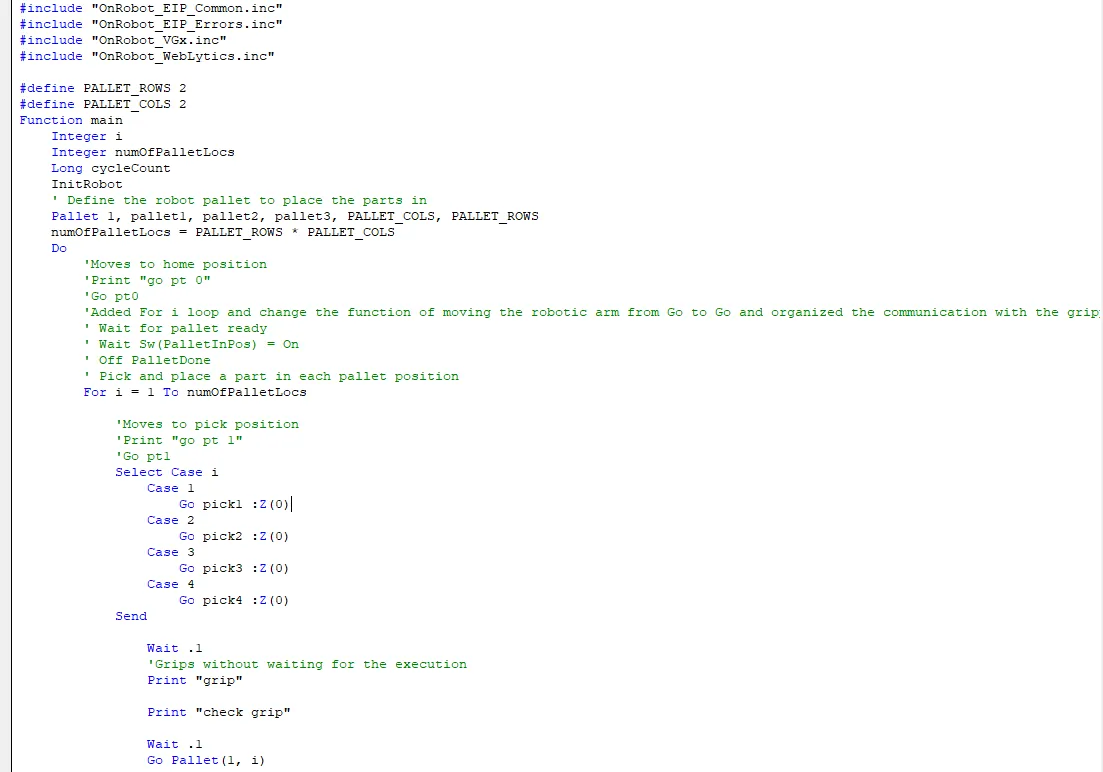 #include "OnRobot_EIP_Common.inc"
#include "OnRobot_EIP_Errors.inc"
#include "OnRobot_VGx.inc"
#include "OnRobot_WebLytics.inc"
#define PALLET_ROWS 2
#define PALLET_COLS 2
Function main
Integer i
Integer numOfPalletLocs
Long cycleCount
InitRobot
' Define the robot pallet to place the parts in
Pallet 1, pallet1, pallet2, pallet3, PALLET_COLS, PALLET_ROWS
numOfPalletLocs = PALLET_ROWS * PALLET_COLS
Do
'Moves to home position
'Print "go pt 0"
'Go pt0
'Added For i loop and change the function of moving the robotic arm from Go to Go and organized the communication with the grip
' Wait for pallet ready
' Wait Sw(PalletInPos) = On
' Off PalletDone
' Pick and place a part in each pallet position
For i = 1 To numOfPalletLocs
'Moves to pick position
'Print "go pt 1"
'Go pt1
Select Case i
Case 1
Go pick1 :Z(0)
Case 2
Go pick2 :Z(0)
Case 3
Go pick3 :Z(0)
Case 4
Go pick4 :Z(0)
Send
Wait .1
'Grips without waiting for the execution
Print "grip"
Print "check grip"
Wait .1
Go Pallet(1, i)